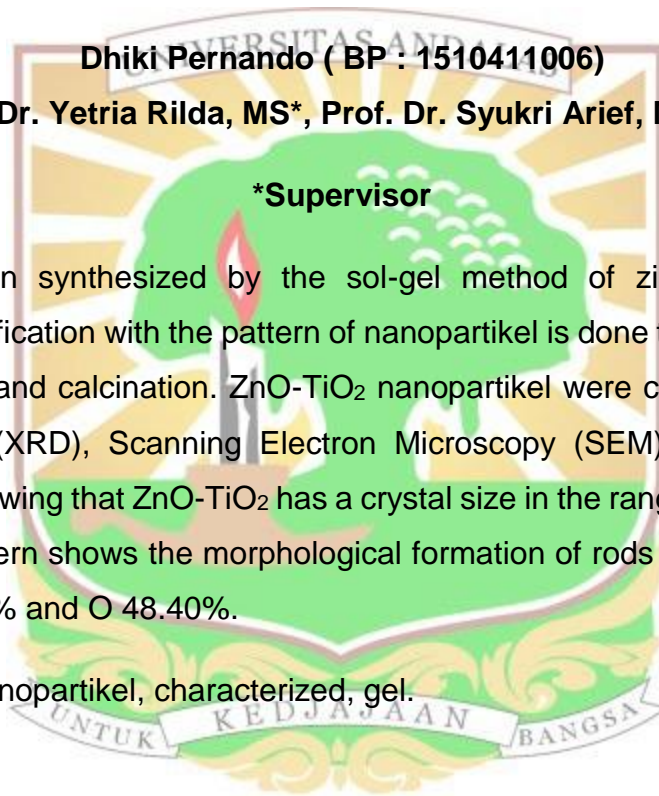 UNIVERSITAS ANDALAS
Dhiki Pernando ( BP : 1510411006)
Dr. Yetria Rilda, MS*, Prof. Dr. Syukri Arief,
*Supervisor
n synthesized by the sol-gel method of zi
fication with the pattern of nanopartikel is done
and calcination. ZnO-TiO₂ nanopartikel were c
(XRD), Scanning Electron Microscopy (SEM)
wing that ZnO-TiO₂ has a crystal size in the rang
ern shows the morphological formation of rods
% and O 48.40%.
nopartikel, characterized, gel.
UNTUK KEDJAJAAN BANGSA